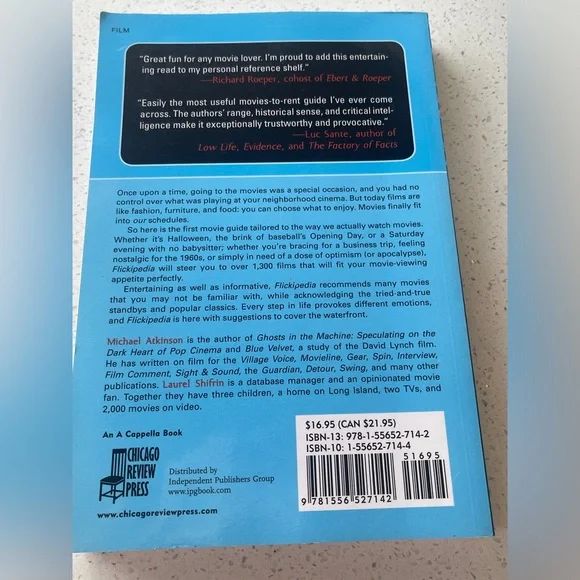 FILM
"Great fun for any movie lover. I'm proud to add this entertain-
ing read to my personal reference shelf."
—Richard Roeper, cohost of Ebert & Roeper
"Easily the most useful movies-to-rent guide I've ever come
across. The authors' range, historical sense, and critical intel-
ligence make it exceptionally trustworthy and provocative."
—Luc Sante, author of
Low Life, Evidence, and The Factory of Facts
Once upon a time, going to the movies was a special occasion, and you had
no control over what was playing at your neighborhood cinema. But today films
are like fashion, furniture, and food: you can choose what to enjoy. Movies finally fit
into our schedules.
So here is the first movie guide tailored to the way we actually watch movies.
Whether it's Halloween, the brink of baseball's Opening Day, or a Saturday
evening with no babysitter; whether you're bracing for a business trip, feeling
nostalgic for the 1960s, or simply in need of a dose of optimism (or apocalypse),
Flickipedia will steer you to over 1,300 films that will fit your movie-viewing
appetite perfectly.
Entertaining as well as informative, Flickipedia recommends many movies
that you may not be familiar with, while acknowledging the tried-and-true
standbys and popular classics. Every step in life provokes different emotions,
and Flickipedia is here with suggestions to cover the waterfront.
Michael Atkinson is the author of Ghosts in the Machine: Speculating on the
Dark Heart of Pop Cinema and Blue Velvet, a study of the David Lynch film.
He has written on film for the Village Voice, Movieline, Gear, Spin, Interview,
Film Comment, Sight & Sound, the Guardian, Detour, Swing, and many other
publications. Laurel Shifrin is a database manager and an opinionated movie
fan. Together they have three children, a home on Long Island, two TVs, and
2,000 movies on video.
An A Cappella Book
CHICAGO
REVIEW
PRESS
Distributed by
Independent Publishers Group
www.ipgbook.com
www.chicagoreviewpress.com
$16.95 (CAN $21.95)
ISBN-13: 978-1-55652-714-2
ISBN-10: 1-55652-714-4
51695
9 781556 527142